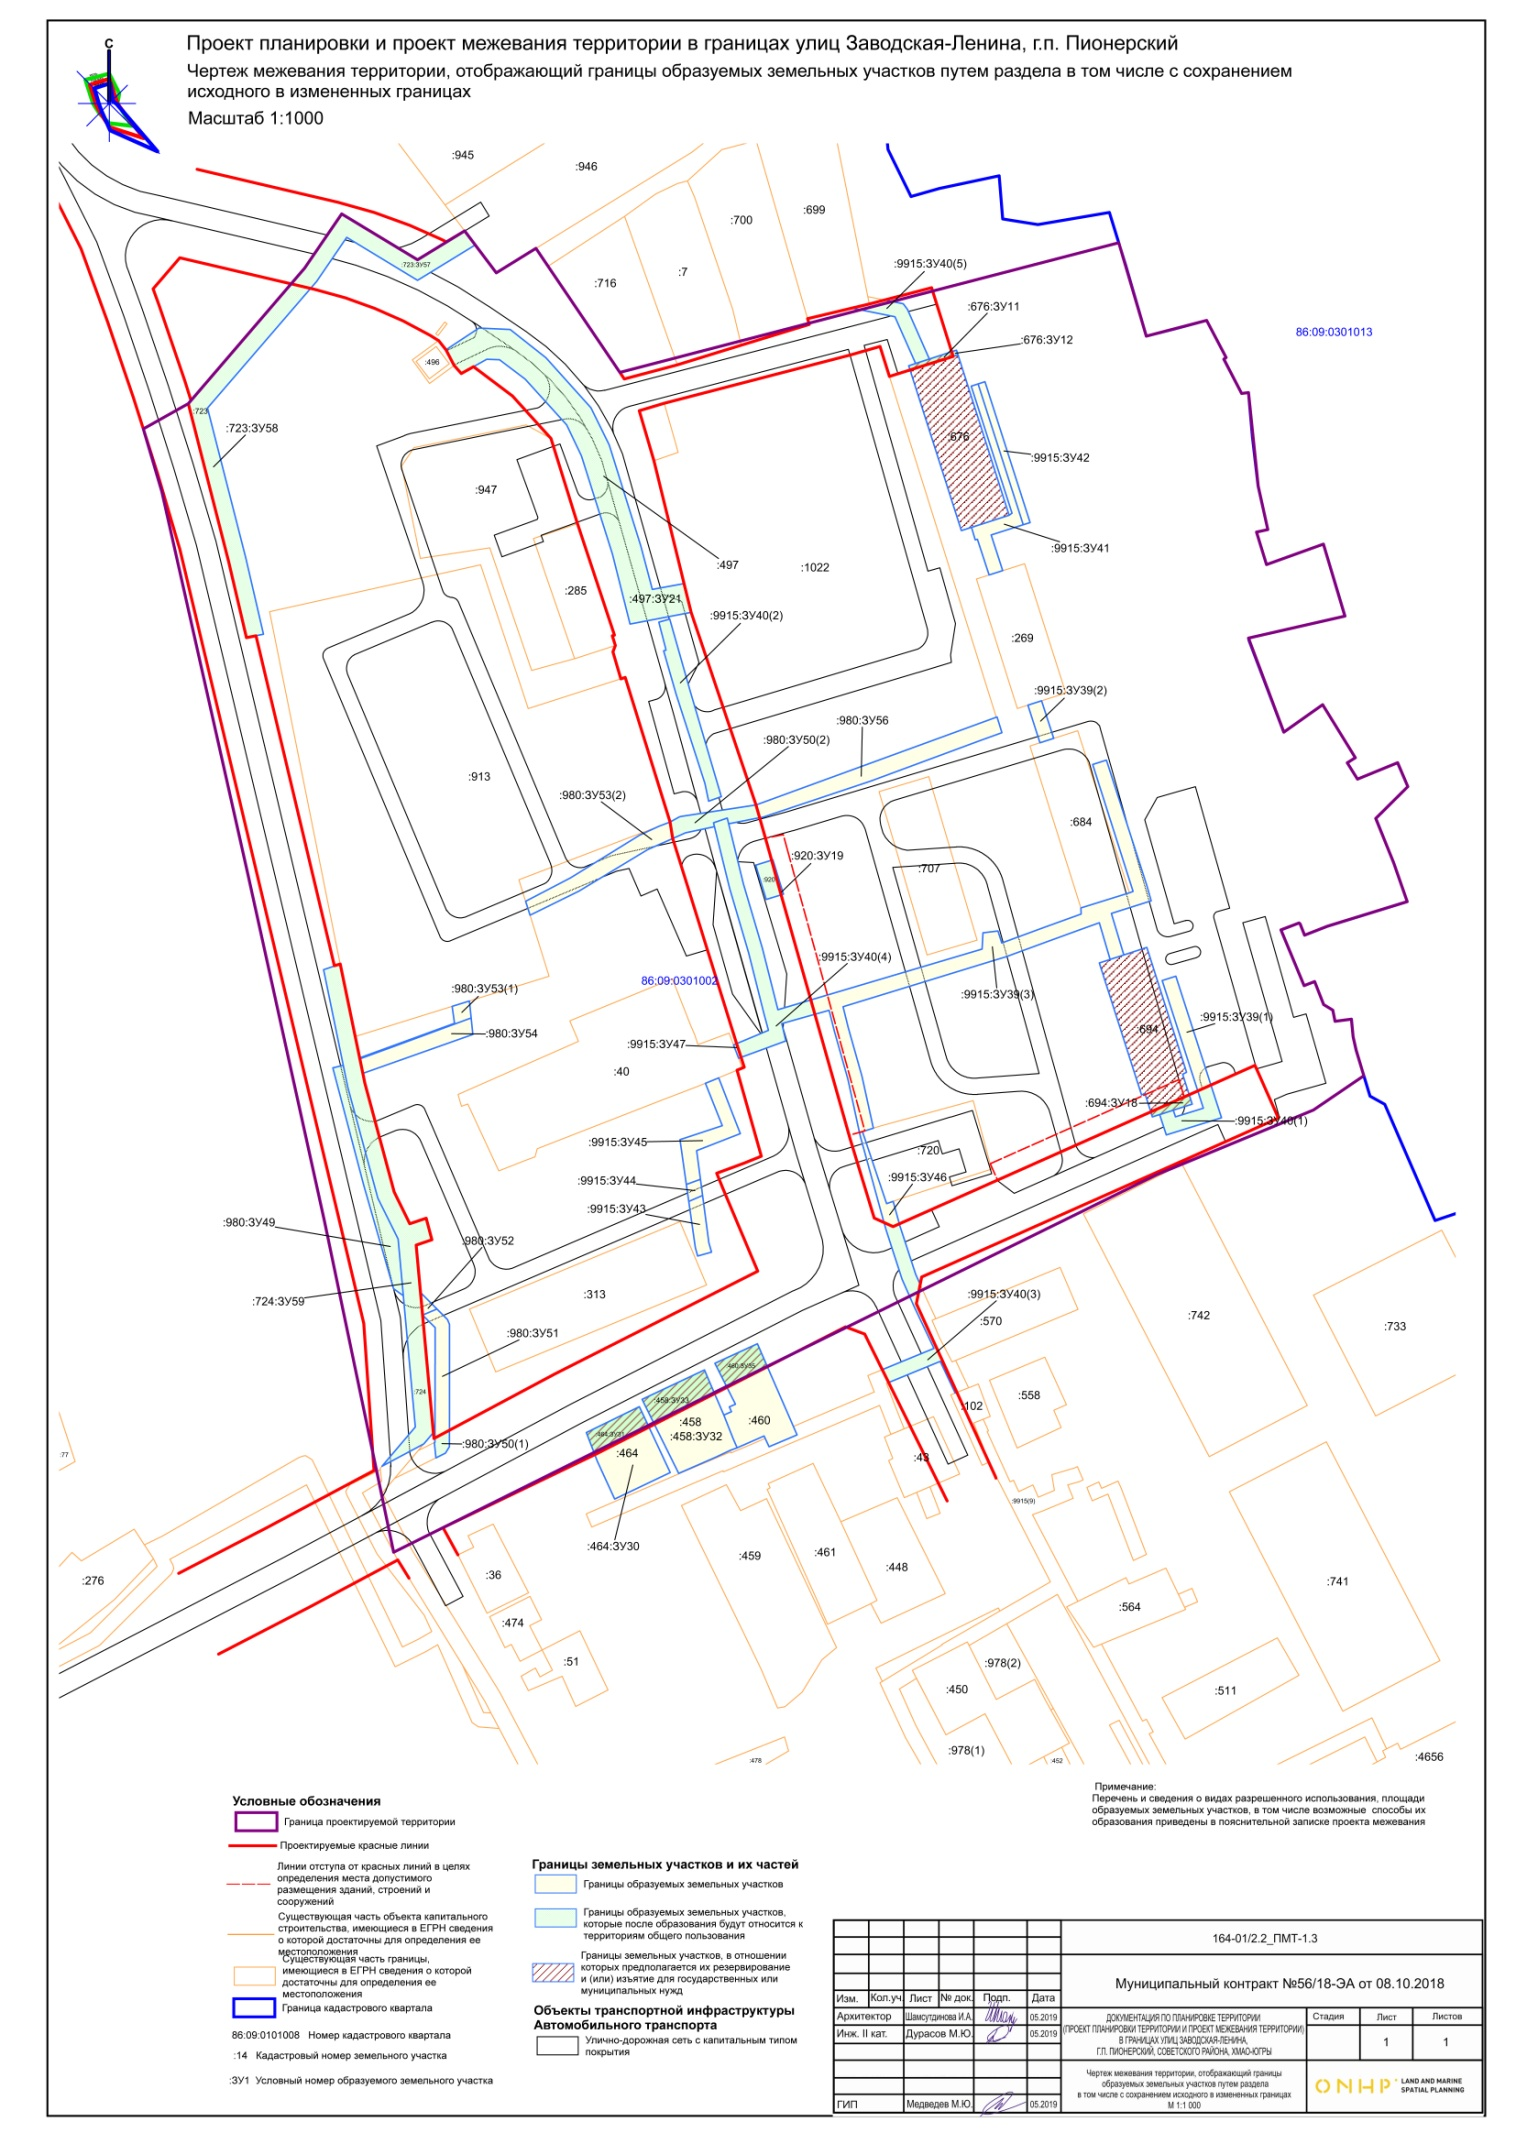 С
Проект планировки и проект межевания территории в границах улиц Заводская-Ленина, г.п. Пионерский
Чертеж межевания территории, отображающий границы образуемых земельных участков путем раздела в том числе с сохранением
исходного в измененных границах
Масштаб 1:1000
:945
:946
:700
:699
:716
:7
:723:ЗУ57
:9915:ЗУ40(5)
:676:ЗУ11
:676:ЗУ12
86:09:0301013
:496
:723
:723:ЗУ58
:676
:9915:ЗУ42
:947
:9915:ЗУ41
:497
:1022
:285
:497:ЗУ21
:9915:ЗУ40(2)
:269
:9915:ЗУ39(2)
:980:ЗУ56
:980:ЗУ50(2)
:913
:980:ЗУ53(2)
:684
:920:ЗУ19
:920
:707
:9915:ЗУ40(4)
86:09:0301002
:980:ЗУ53(1)
:9915:ЗУ39(3)
:9915:ЗУ39(1)
:980:ЗУ54
:694
:9915:ЗУ47
:40
:694:ЗУ18
:9915:ЗУ40(1)
:9915:ЗУ45
:720
:9915:ЗУ44
:9915:ЗУ46
:9915:ЗУ43
:980:ЗУ49
:980:ЗУ52
:724:ЗУ59
:313
:9915:ЗУ40(3)
:570
:742
:733
:980:ЗУ51
:460:ЗУ35
:724
:558
:102
:458:ЗУ33
:458
:458:ЗУ32
:460
:464:ЗУ31
:464
:980:ЗУ50(1)
:77
:43
:9915(9)
:464:ЗУ30
:459
:461
:448
:36
:276
:741
:564
:474
:51
:978(2)
:450
:511
:978(1)
:478
:452
:4656
Примечание:
Перечень и сведения о видах разрешенного использования, площади
образуемых земельных участков, в том числе возможные способы их
образования приведены в пояснительной записке проекта межевания
Условные обозначения
Граница проектируемой территории
Проектируемые красные линии
Линии отступа от красных линий в целях
определения места допустимого
размещения зданий, строений и
сооружений
Существующая часть объекта капитального
строительства, имеющиеся в ЕГРН сведения
о которой достаточны для определения ее
местоположения
Существующая часть границы,
имеющиеся в ЕГРН сведения о которой
достаточны для определения ее
местоположения
Граница кадастрового квартала
86:09:0101008 Номер кадастрового квартала
:14 Кадастровый номер земельного участка
:ЗУ1 Условный номер образуемого земельного участка
Границы земельных участков и их частей
Границы образуемых земельных участков
Границы образуемых земельных участков,
которые после образования будут относится к
территориям общего пользования
Границы земельных участков, в отношении
которых предполагается их резервирование
и (или) изъятие для государственных или
муниципальных нужд
Объекты транспортной инфраструктуры
Автомобильного транспорта
Улично-дорожная сеть с капитальным типом
покрытия
164-01/2.2_ПМТ-1.3
Муниципальный контракт №56/18-ЭА от 08.10.2018
Изм. Кол.уч. Лист № док. Подп. Дата
Архитектор Шамсутдинова И.А. 05.2019
Инж. II кат. Дурасов М.Ю. 05.2019
ГИП Медведев М.Ю. 05.2019
ДОКУМЕНТАЦИЯ ПО ПЛАНИРОВКЕ ТЕРРИТОРИИ
(ПРОЕКТ ПЛАНИРОВКИ ТЕРРИТОРИИ И ПРОЕКТ МЕЖЕВАНИЯ ТЕРРИТОРИИ)
В ГРАНИЦАХ УЛИЦ ЗАВОДСКАЯ-ЛЕНИНА,
Г.П. ПИОНЕРСКИЙ, СОВЕТСКОГО РАЙОНА, ХМАО-ЮГРЫ
Стадия Лист Листов
1 1
Чертеж межевания территории, отображающий границы
образуемых земельных участков путем раздела
в том числе с сохранением исходного в измененных границах
М 1:1 000
ONHP LAND AND MARINE
SPATIAL PLANNING